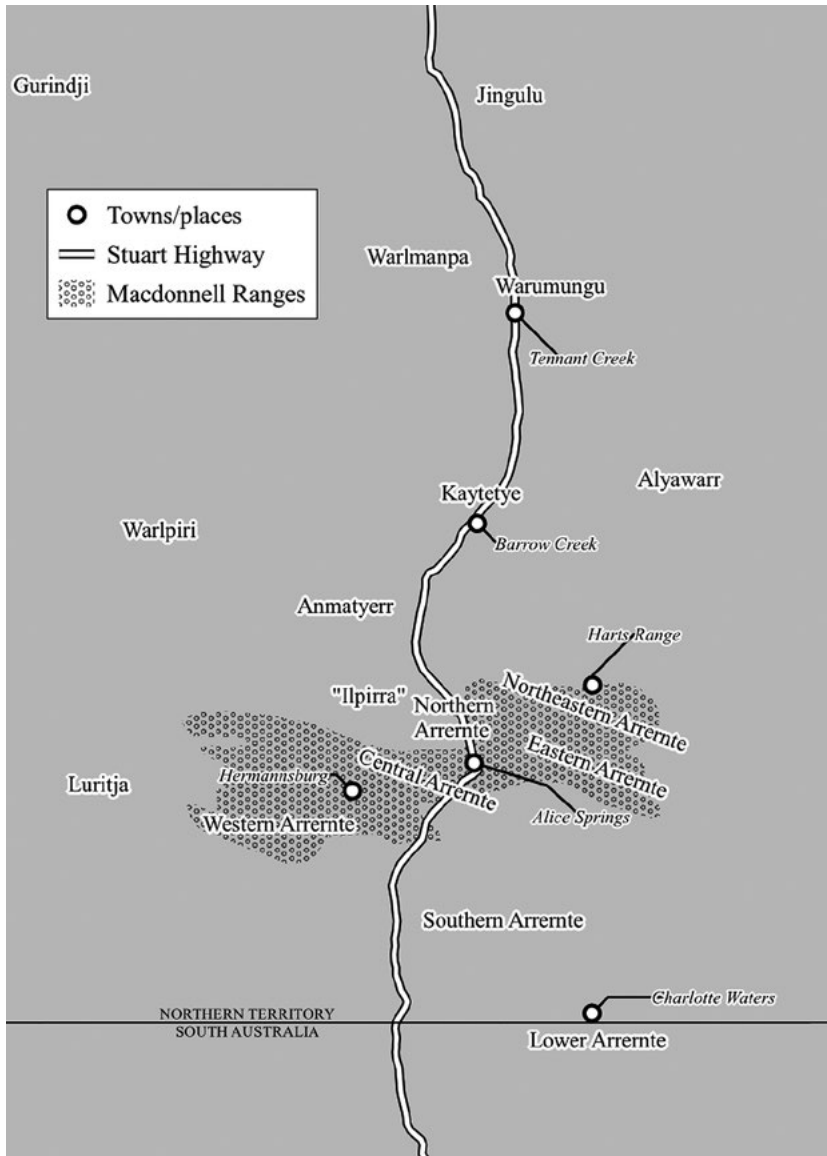 Gurindji
Jingulu
Towns/places
Stuart Highway
Macdonnell Ranges
Warlmanpa
Warumungu
Tennant Creek
Kaytetye
Alyawarr
Warlpiri
Barrow Creek
Anmatyerr
Harts Range
"Ilpirra"
Northern
Arrernte
Northeastern Arrernte
Eastern Arrernte
Central Arrernte
Luritja
Hermannsburg
Western Arrernte
Alice Springs
Southern Arrernte
Charlotte Waters
NORTHERN TERRITORY
SOUTH AUSTRALIA
Lower Arrernte